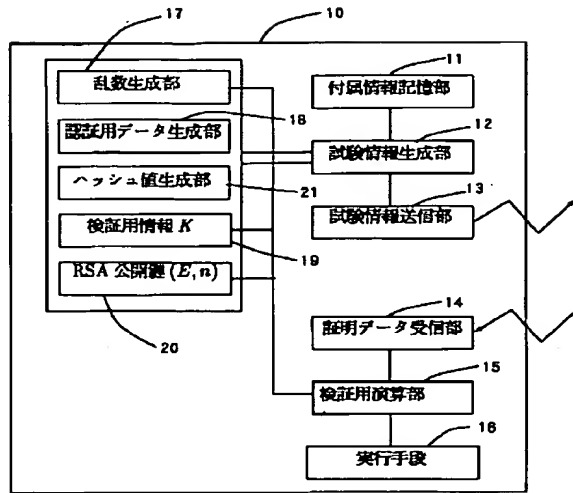 10
17
乱数生成部
認証用データ生成部
18
ハッシュ値生成部
21
検証用情報 K
19
RSA 公開鍵 (E, n)
20
11
付属情報記憶部
12
試験情報生成部
13
試験情報送信部
14
証明データ受信部
15
検証用演算部
16
実行手段